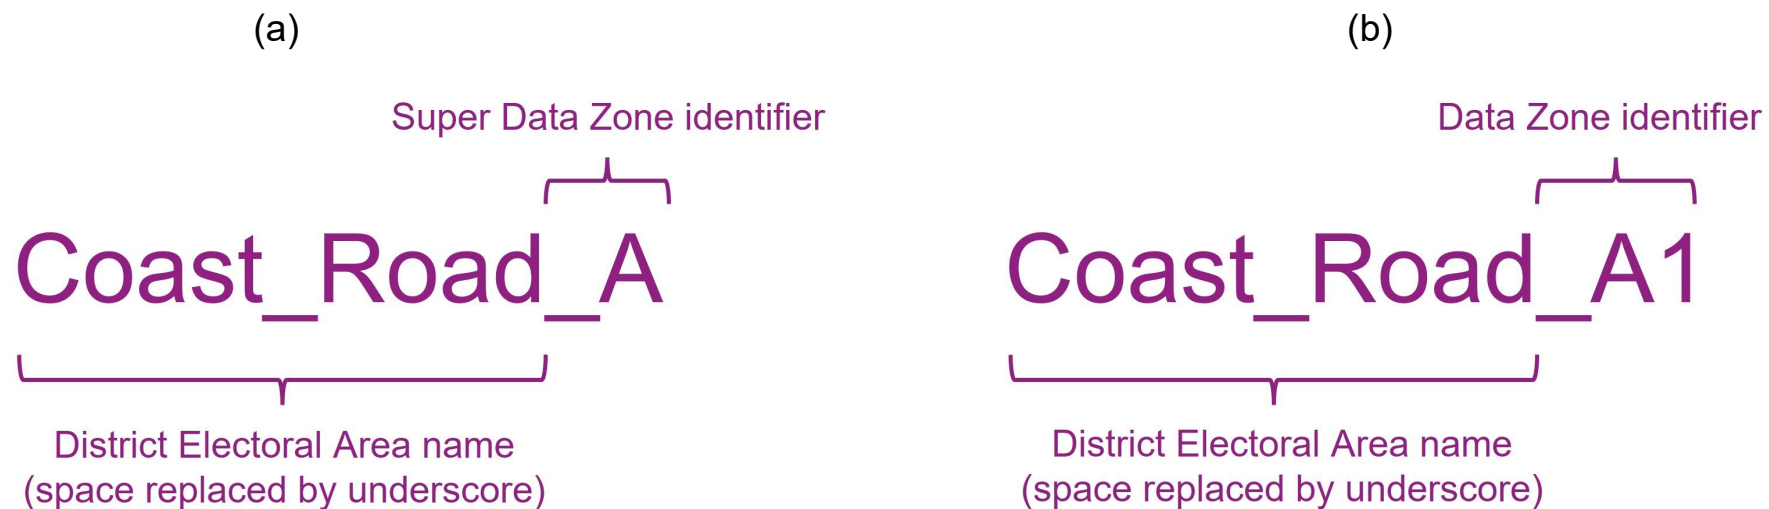 (a)
Super Data Zone identifier
Coast_Road_A
District Electoral Area name
(space replaced by underscore)
(b)
Data Zone identifier
Coast_Road_A1
District Electoral Area name
(space replaced by underscore)